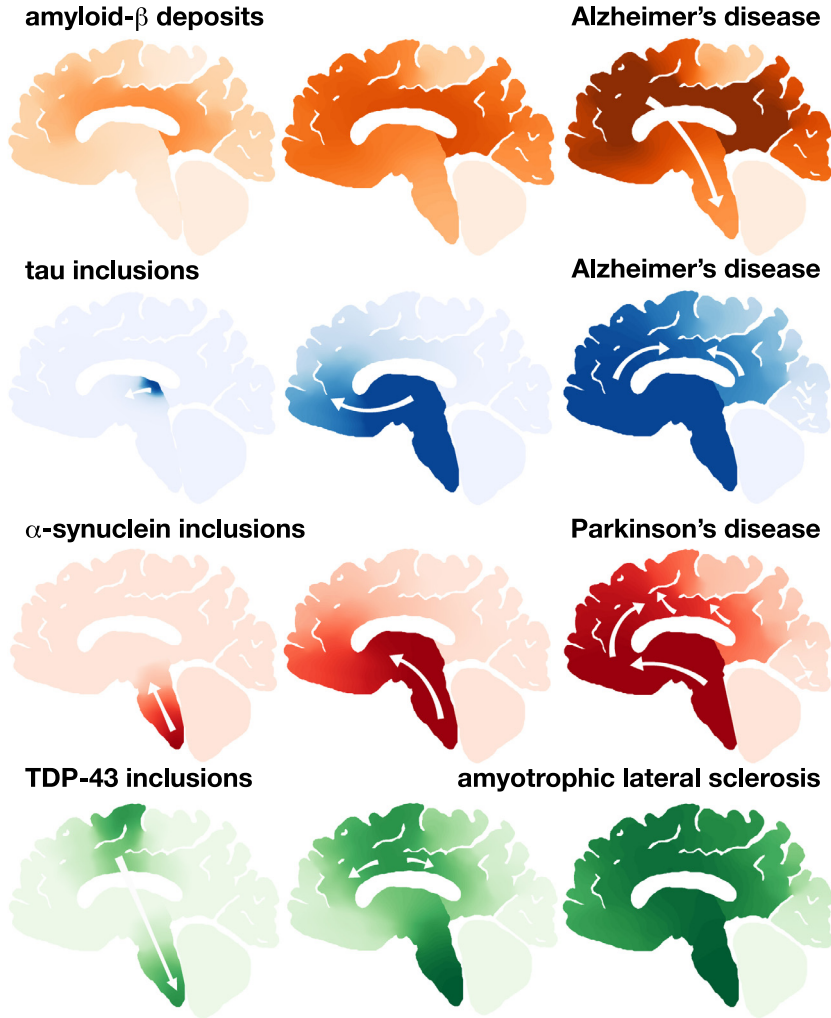 amyloid-β deposits
Alzheimer's disease
tau inclusions
Alzheimer's disease
α-synuclein inclusions
Parkinson's disease
TDP-43 inclusions
amyotrophic lateral sclerosis